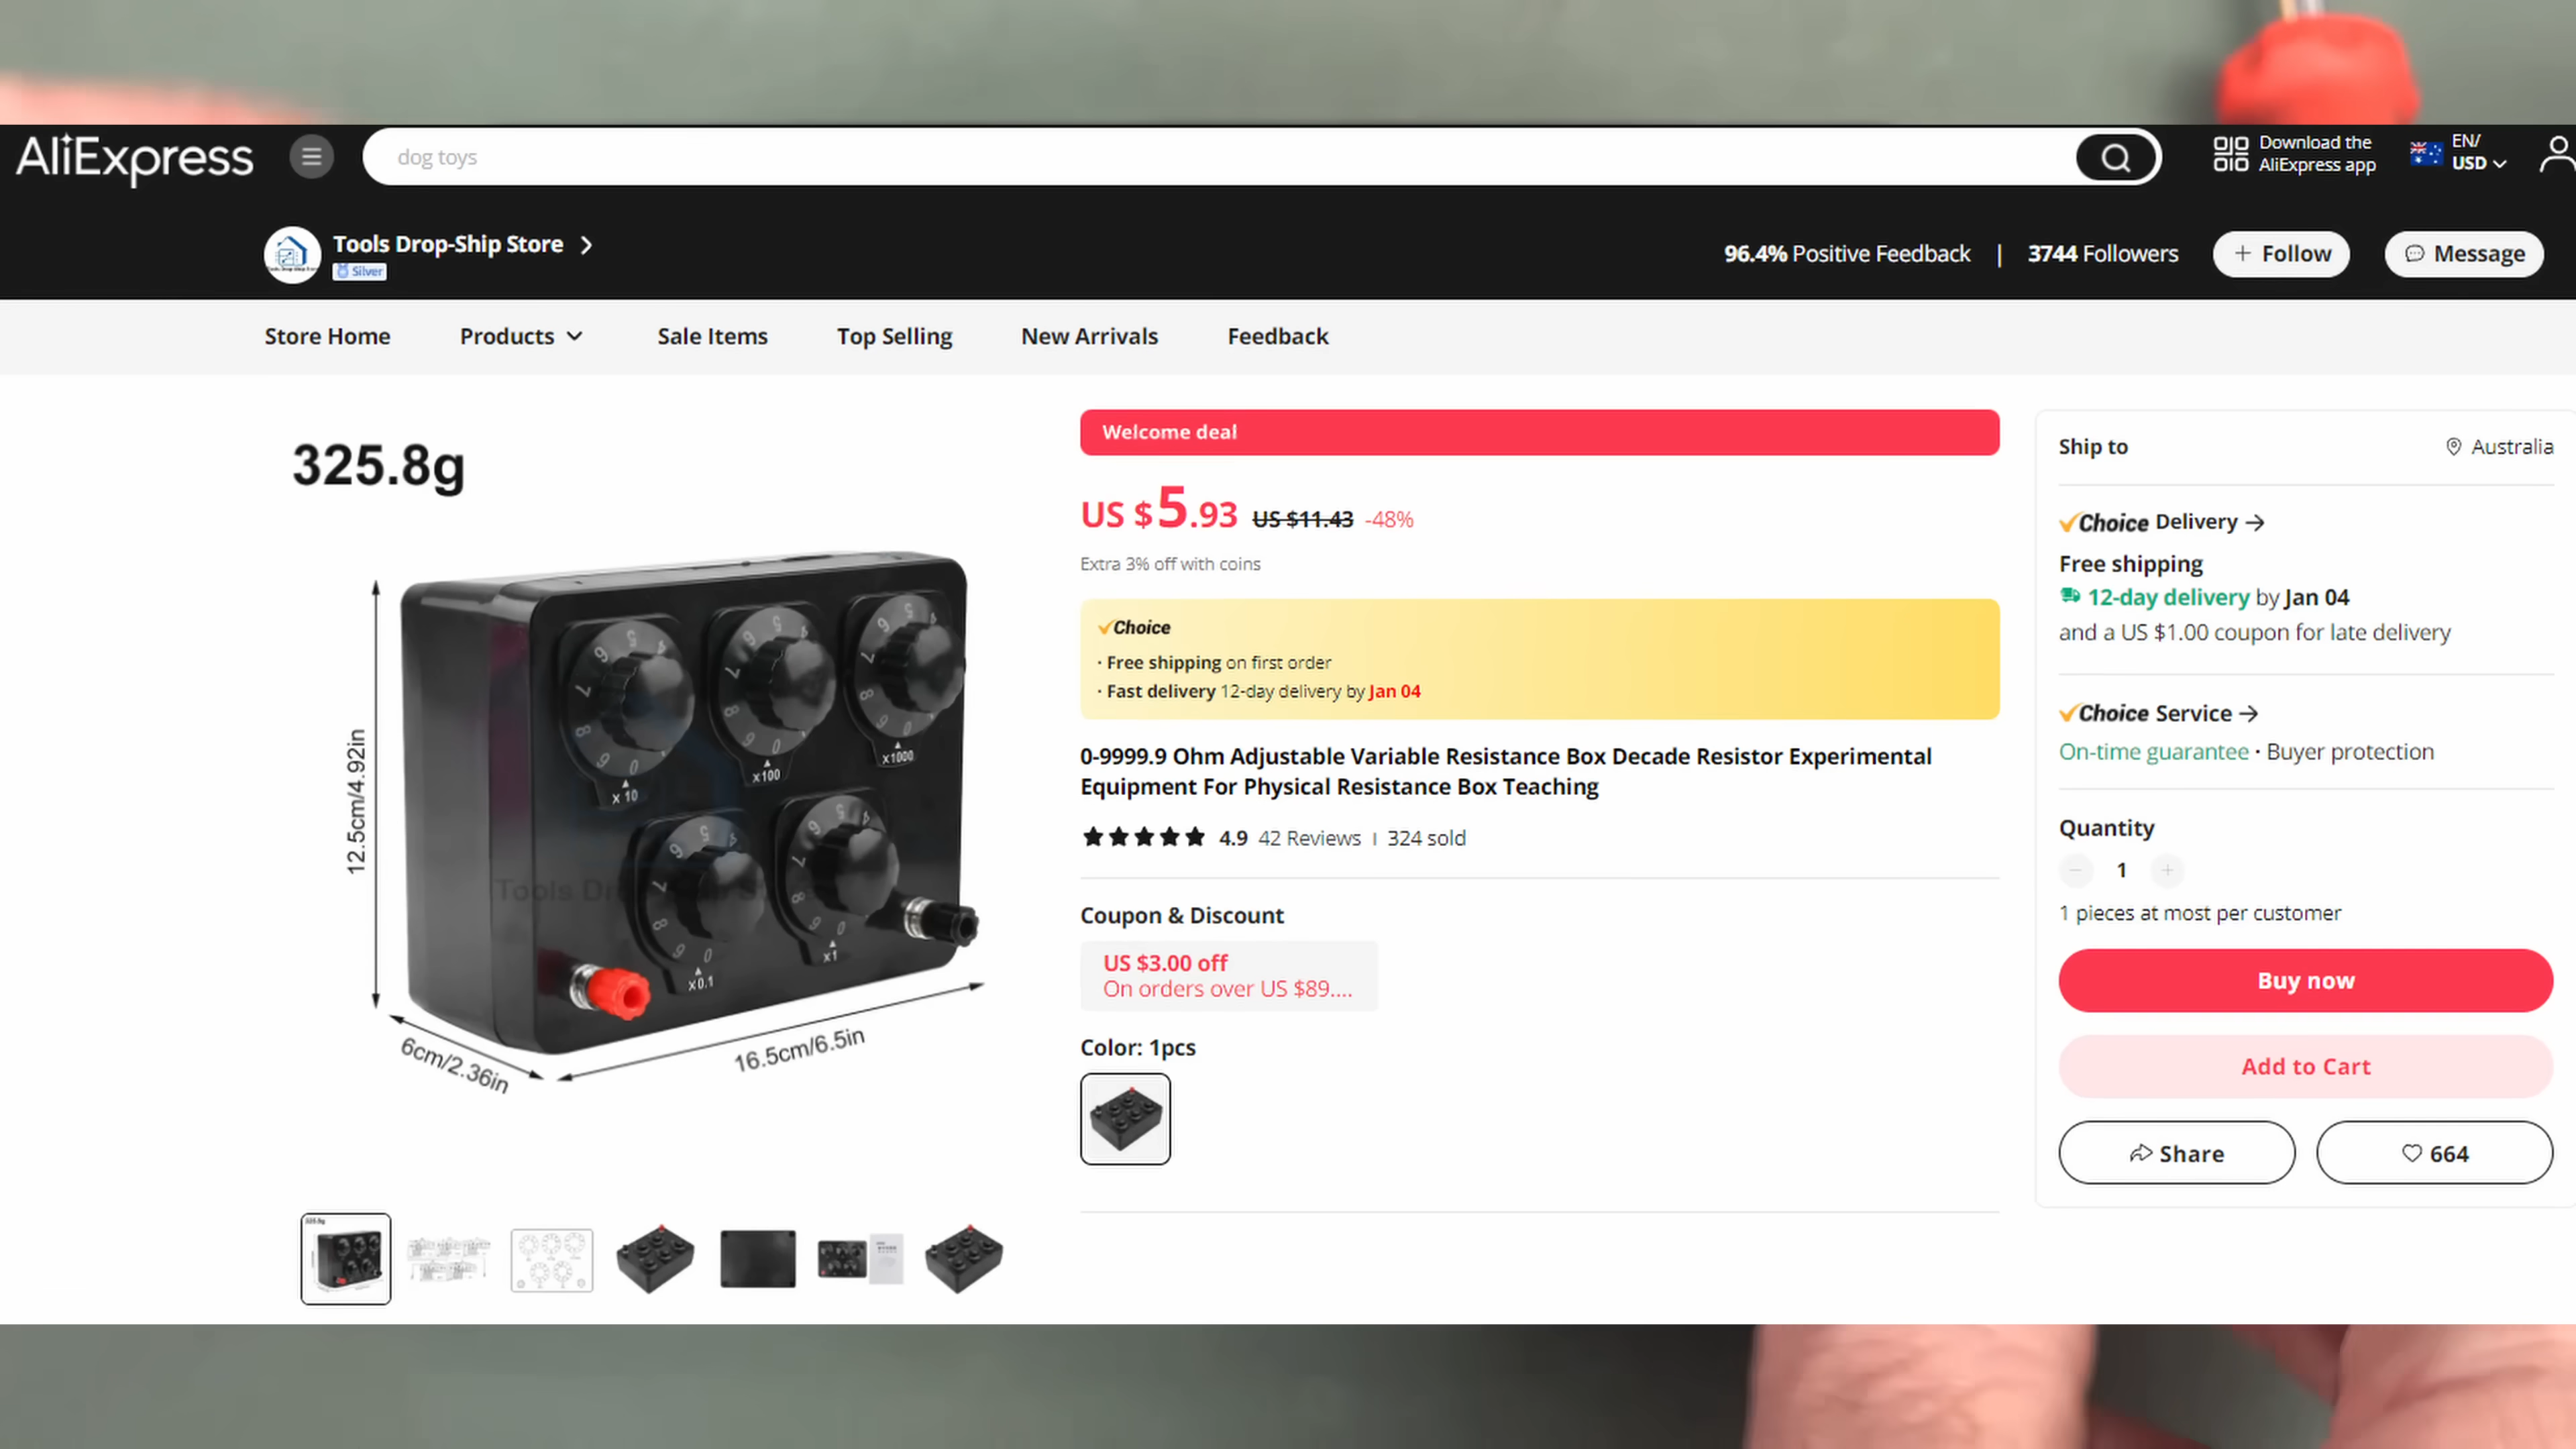 AliExpress
dog toys
Download the
AliExpress app
EN/
USD
Tools Drop-Ship Store
Silver
96.4% Positive Feedback | 3744 Followers
+ Follow
Message
Store Home
Products
Sale Items
Top Selling
New Arrivals
Feedback
325.8g
12.5cm/4.92in
6cm/2.36in
16.5cm/6.5in
x 10
x100
x1000
x0.1
x1
Welcome deal
US $5.93 US $11.43 -48%
Extra 3% off with coins
Choice
· Free shipping on first order
· Fast delivery 12-day delivery by Jan 04
0-9999.9 Ohm Adjustable Variable Resistance Box Decade Resistor Experimental
Equipment For Physical Resistance Box Teaching
4.9 42 Reviews | 324 sold
Coupon & Discount
US $3.00 off
On orders over US $89....
Color: 1pcs
Ship to
Australia
Choice Delivery
Free shipping
12-day delivery by Jan 04
and a US $1.00 coupon for late delivery
Choice Service
On-time guarantee · Buyer protection
Quantity
- 1 +
1 pieces at most per customer
Buy now
Add to Cart
Share
664